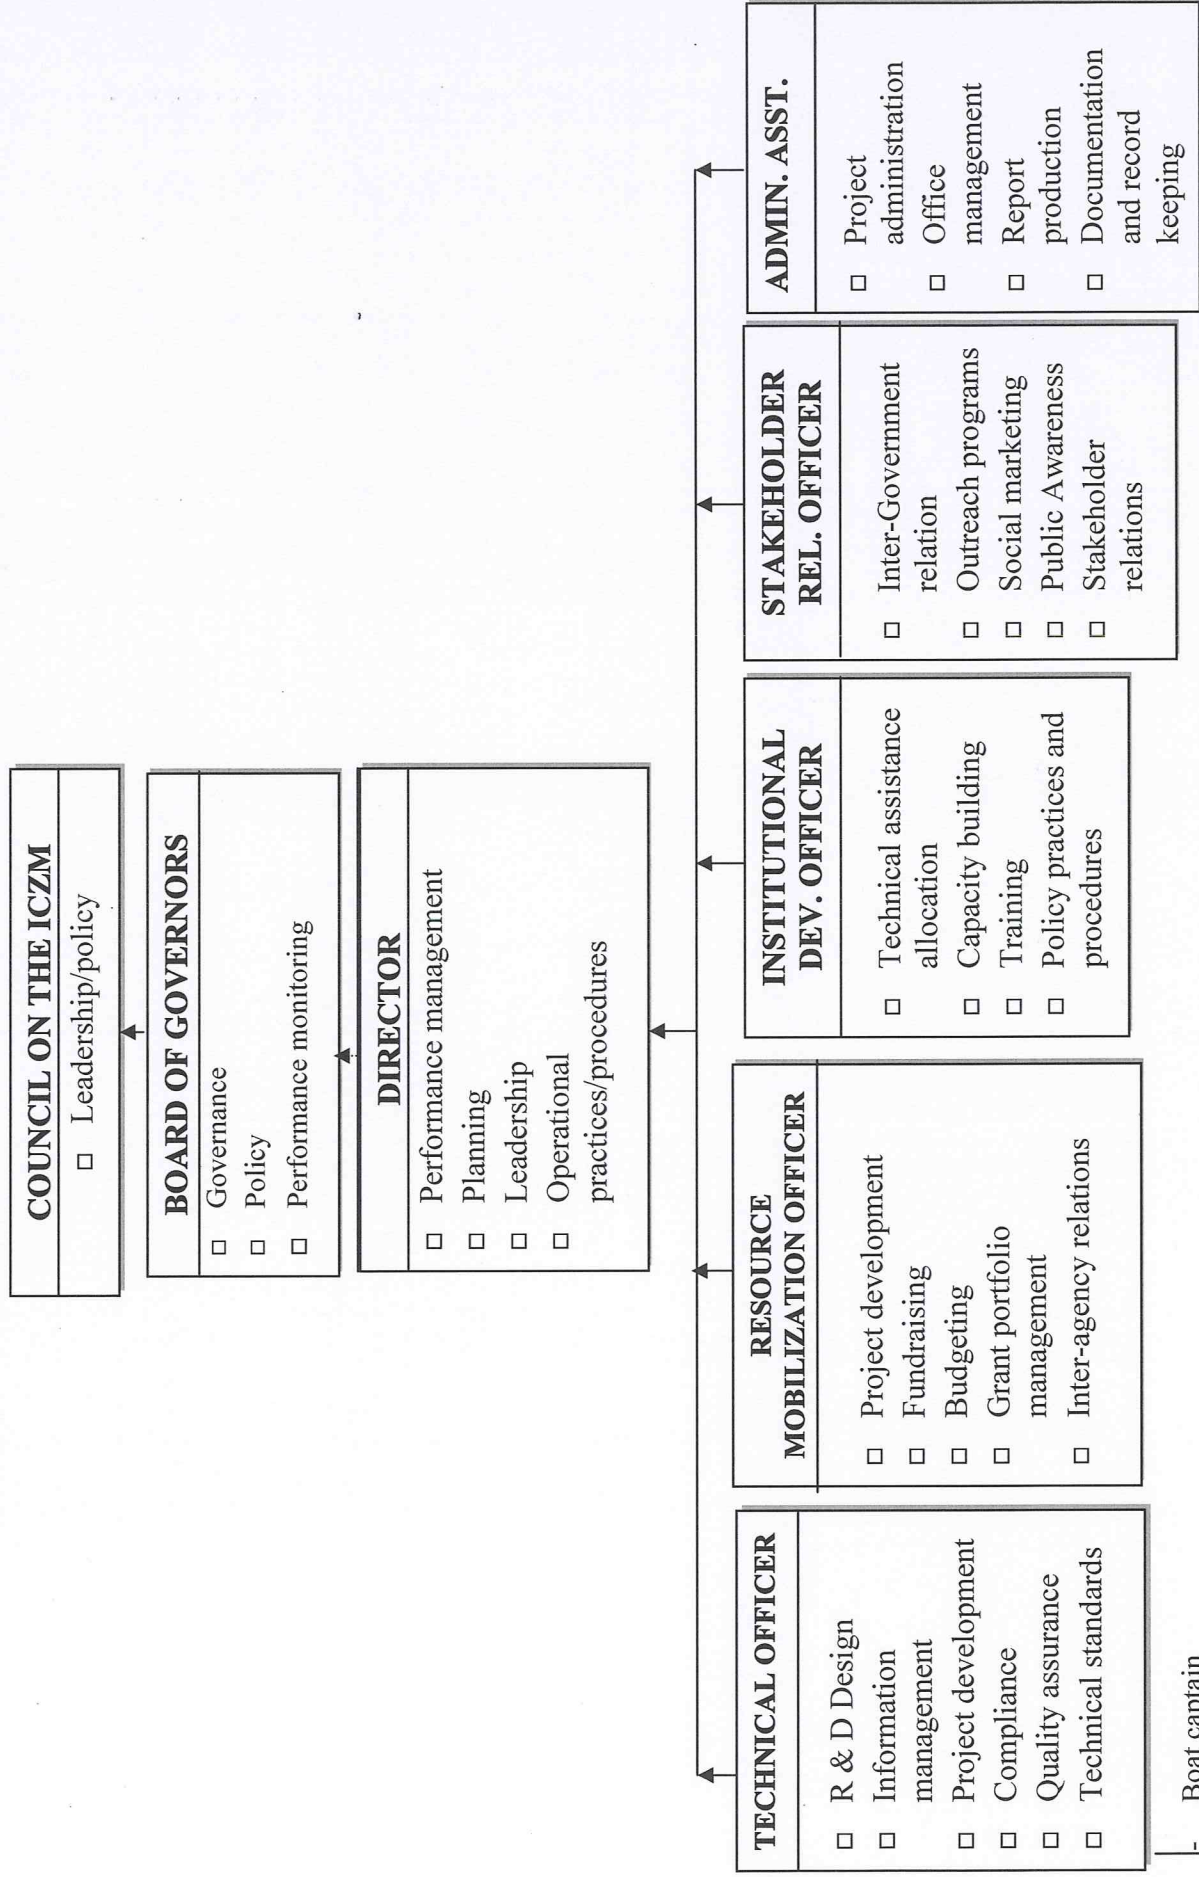 COUNCIL ON THE ICZM
□ Leadership/policy
BOARD OF GOVERNORS
□ Governance
□ Policy
□ Performance monitoring
DIRECTOR
□ Performance management
□ Planning
□ Leadership
□ Operational
practices/procedures
TECHNICAL OFFICER
□ R & D Design
□ Information
management
□ Project development
□ Compliance
□ Quality assurance
□ Technical standards
- Boat captain
RESOURCE
MOBILIZATION OFFICER
□ Project development
□ Fundraising
□ Budgeting
□ Grant portfolio
management
□ Inter-agency relations
INSTITUTIONAL
DEV. OFFICER
□ Technical assistance
allocation
□ Capacity building
□ Training
□ Policy practices and
procedures
STAKEHOLDER
REL. OFFICER
□ Inter-Government
relation
□ Outreach programs
□ Social marketing
□ Public Awareness
□ Stakeholder
relations
ADMIN. ASST.
□ Project
administration
□ Office
management
□ Report
production
□ Documentation
and record
keeping